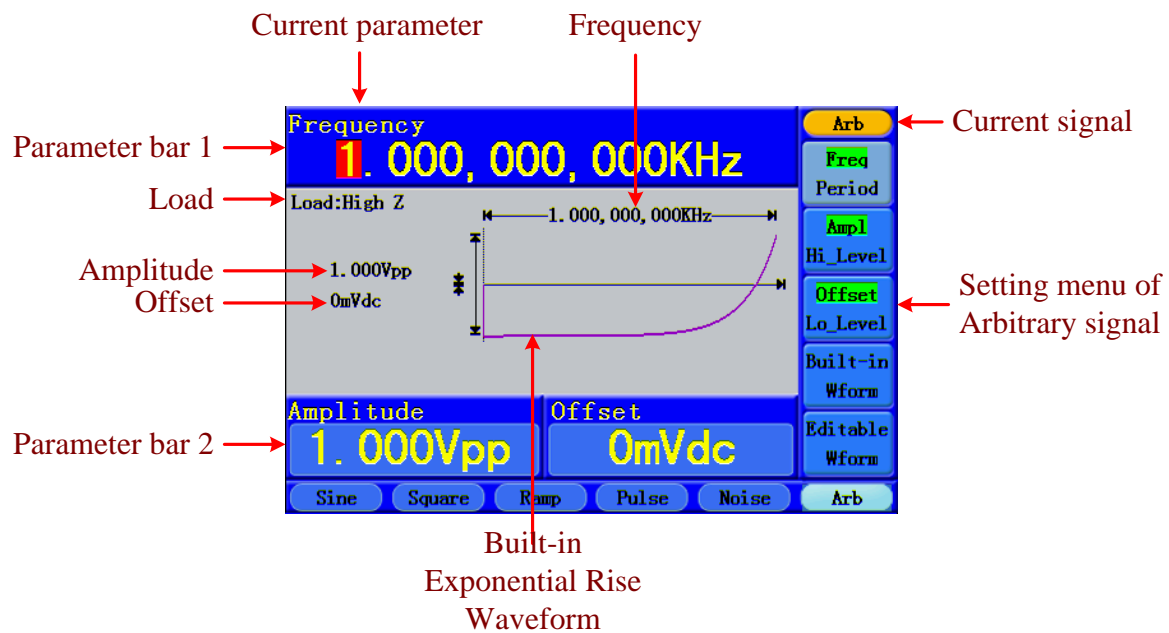 Current parameter
Frequency
Frequency
1.000,000,000KHz
Arb
Current signal
Parameter bar 1
Freq
Period
Load
Load:High Z
1.000,000,000KHz
Ampl
Hi_Level
Amplitude
1.000Vpp
Offset
0mVdc
Offset
Lo_Level
Setting menu of
Arbitrary signal
Built-in
Wform
Amplitude
Offset
Parameter bar 2
1.000Vpp
0mVdc
Editable
Wform
Sine
Square
Ramp
Pulse
Noise
Arb
Built-in
Exponential Rise
Waveform